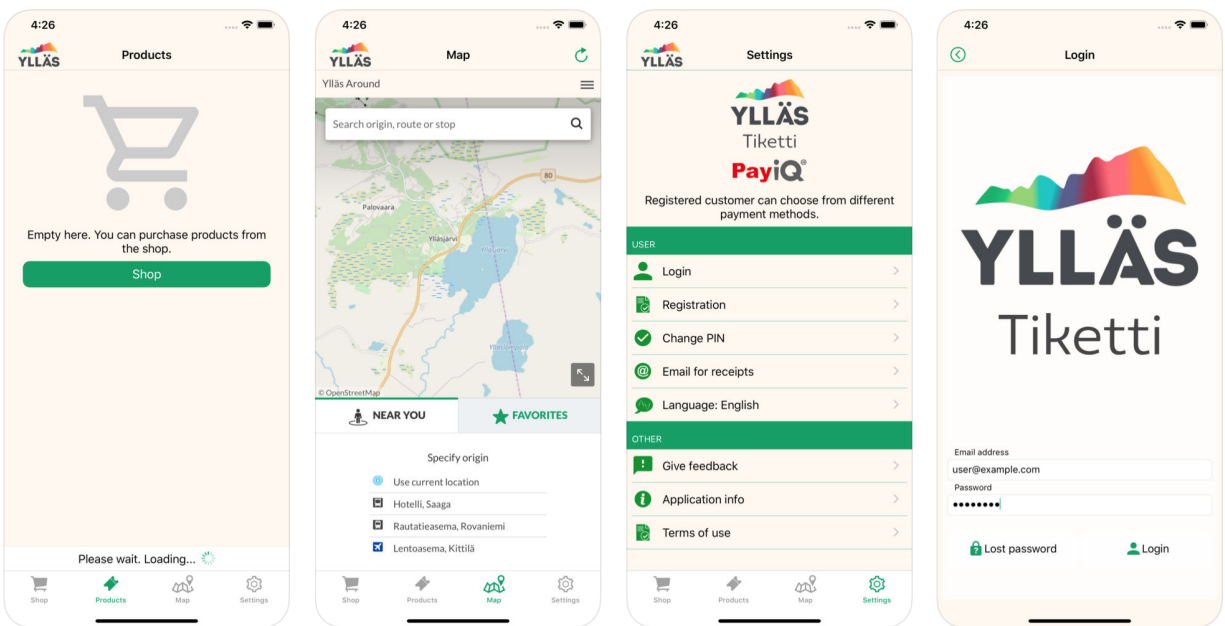 4:26
YLLÄS
Products
Empty here. You can purchase products from
the shop.
Shop
Please wait. Loading...
Shop
Products
Map
Settings
4:26
YLLÄS
Map
Ylläs Around
Search origin, route or stop
80
Palovaara
Ylläsjärvi
Ylläsjärvi
© OpenStreetMap
NEAR YOU
FAVORITES
Specify origin
Use current location
Hotelli, Saaga
Rautatieasema, Rovaniemi
Lentoasema, Kittilä
Shop
Products
Map
Settings
4:26
YLLÄS
Settings
YLLÄS
Tiketti
PayiQ®
Registered customer can choose from different
payment methods.
USER
Login
Registration
Change PIN
Email for receipts
Language: English
OTHER
Give feedback
Application info
Terms of use
Shop
Products
Map
Settings
4:26
Login
YLLÄS
Tiketti
Email address
user@example.com
Password
••••••••
Lost password
Login